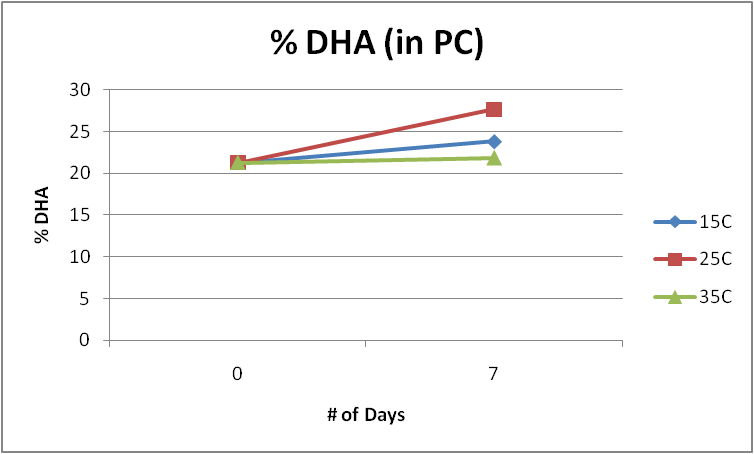 % DHA (in PC)
30
25
20
15
10
5
0
% DHA
0 7
# of Days
15C
25C
35C